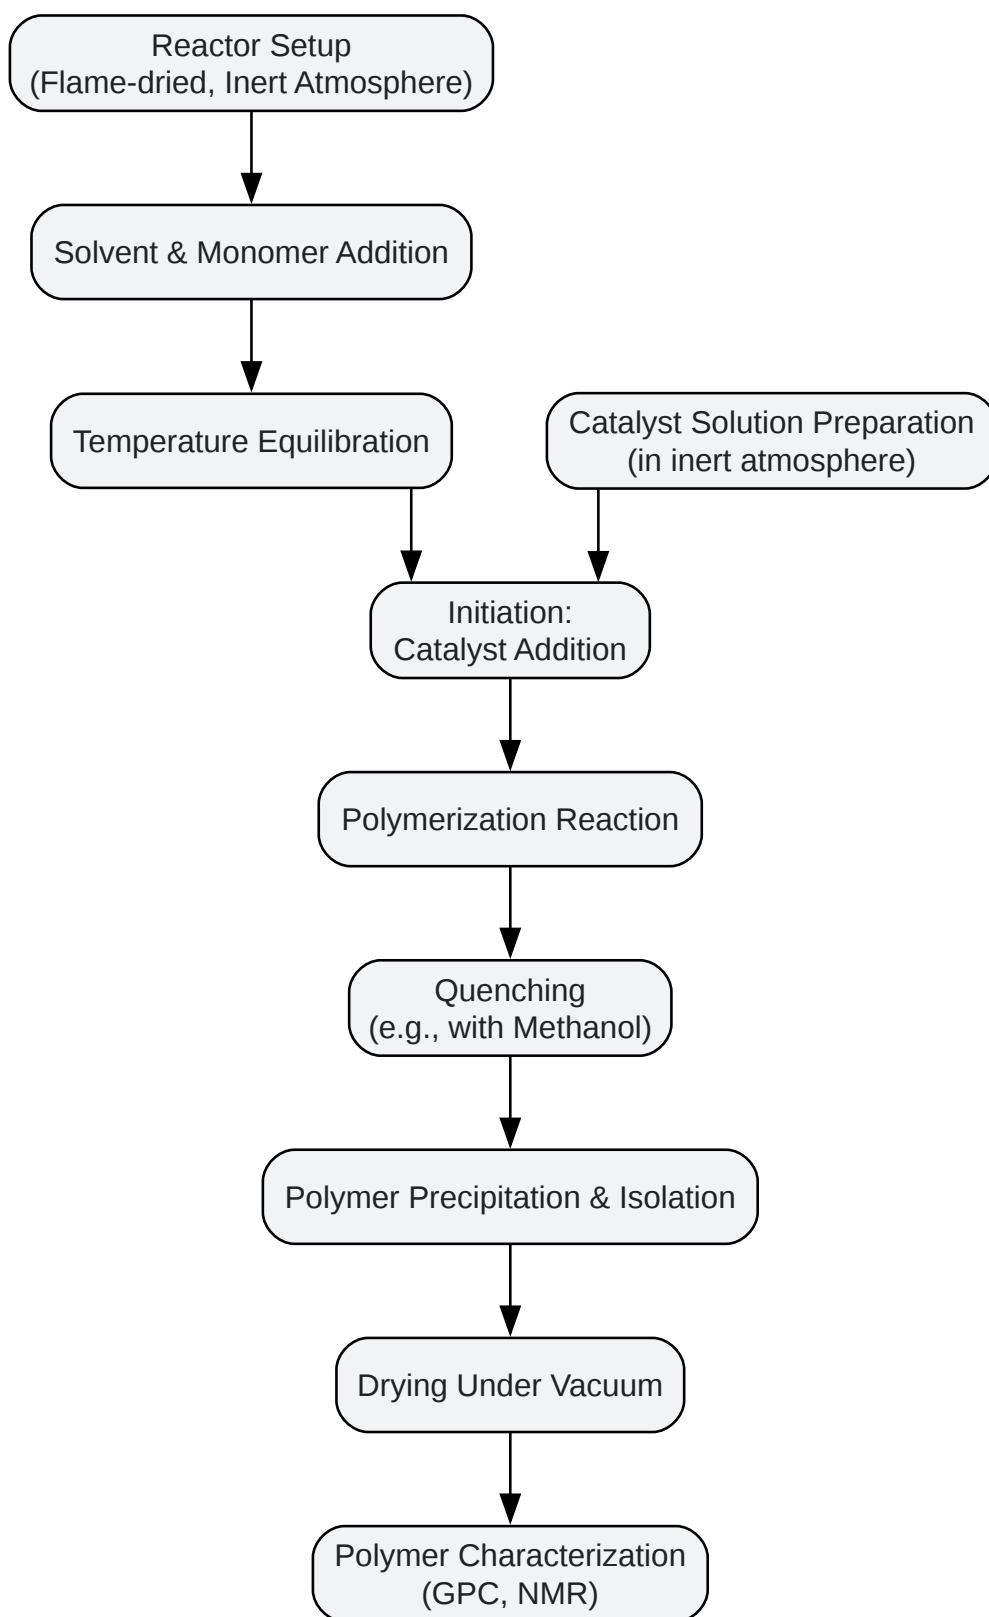 Reactor Setup
(Flame-dried, Inert Atmosphere)
Solvent & Monomer Addition
Temperature Equilibration
Catalyst Solution Preparation
(in inert atmosphere)
Initiation:
Catalyst Addition
Polymerization Reaction
Quenching
(e.g., with Methanol)
Polymer Precipitation & Isolation
Drying Under Vacuum
Polymer Characterization
(GPC, NMR)